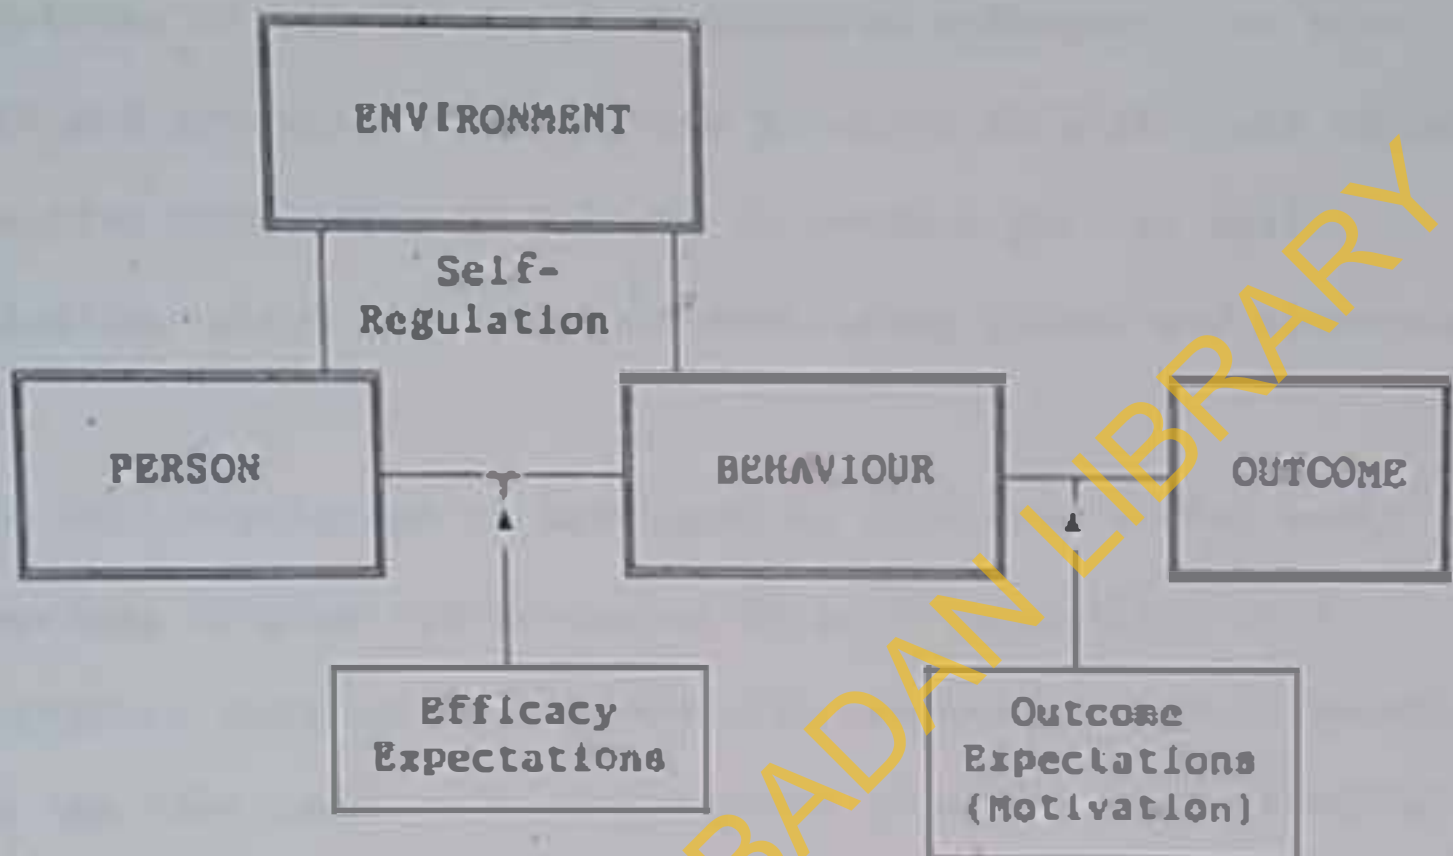 ENVIRONMENT
Self-
Regulation
PERSON
BEHAVIOUR
OUTCOME
Efficacy
Expectations
Outcome
Expectations
(Motivation)
BADAN LIBRARY